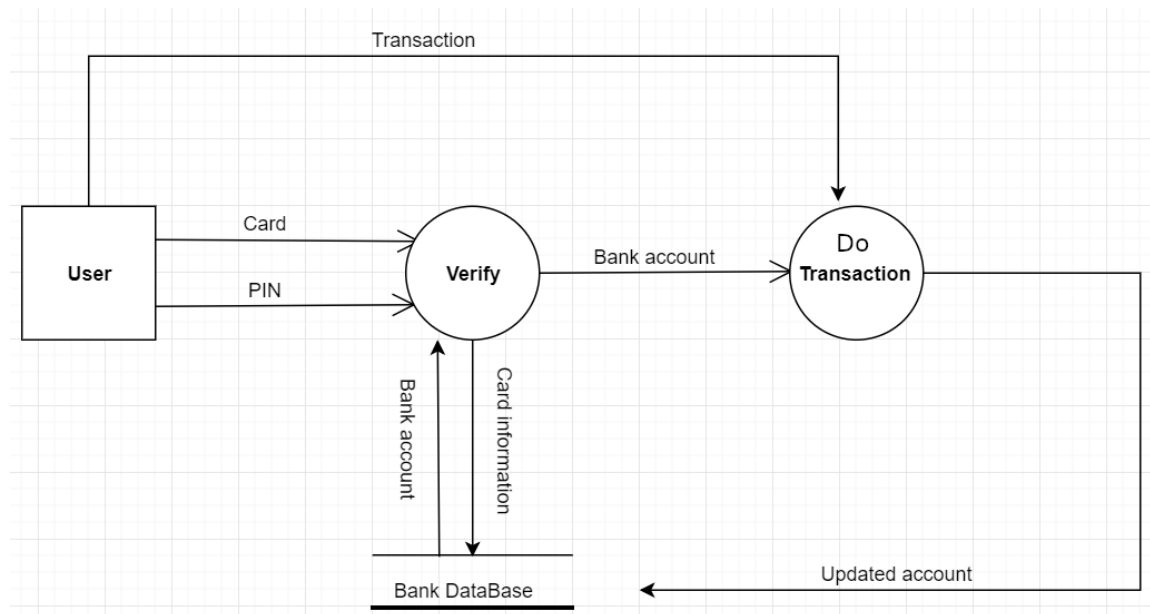 Transaction
Card
User
PIN
Verify
Bank account
Do
Transaction
Bank account
Card information
Updated account
Bank DataBase